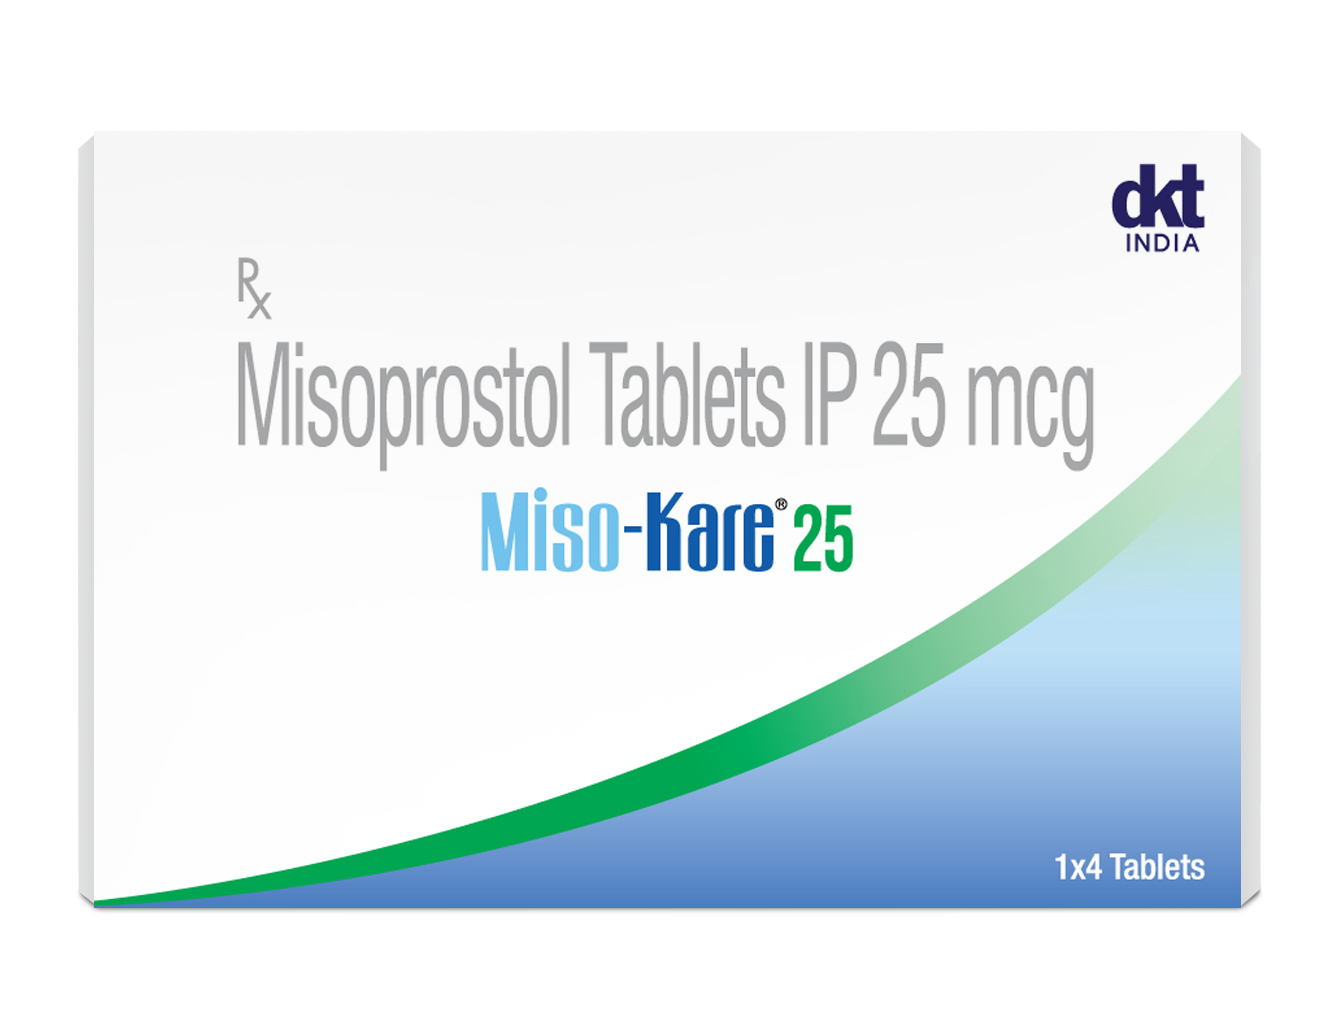 dkt
INDIA
Rx
Misoprostol Tablets IP 25 mcg
Miso-Kare® 25
1x4 Tablets